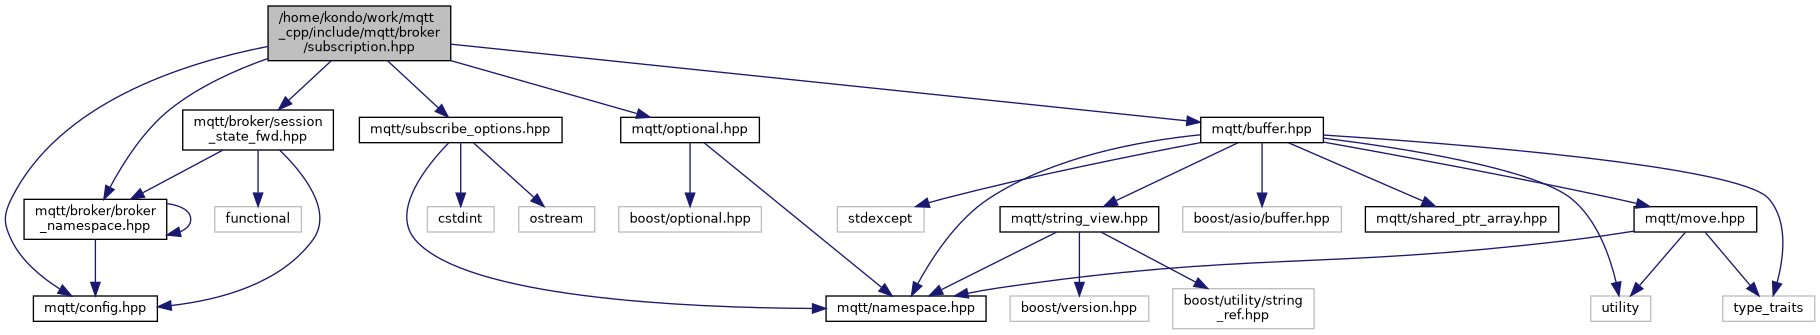 /home/kondo/work/mqtt
_cpp/include/mqtt/broker
/subscription.hpp
mqtt/broker/session
_state_fwd.hpp
mqtt/subscribe_options.hpp
mqtt/optional.hpp
mqtt/buffer.hpp
mqtt/broker/broker
_namespace.hpp
functional
cstdint
ostream
boost/optional.hpp
stdexcept
mqtt/string_view.hpp
boost/asio/buffer.hpp
mqtt/shared_ptr_array.hpp
mqtt/move.hpp
mqtt/config.hpp
mqtt/namespace.hpp
boost/version.hpp
boost/utility/string
_ref.hpp
utility
type_traits